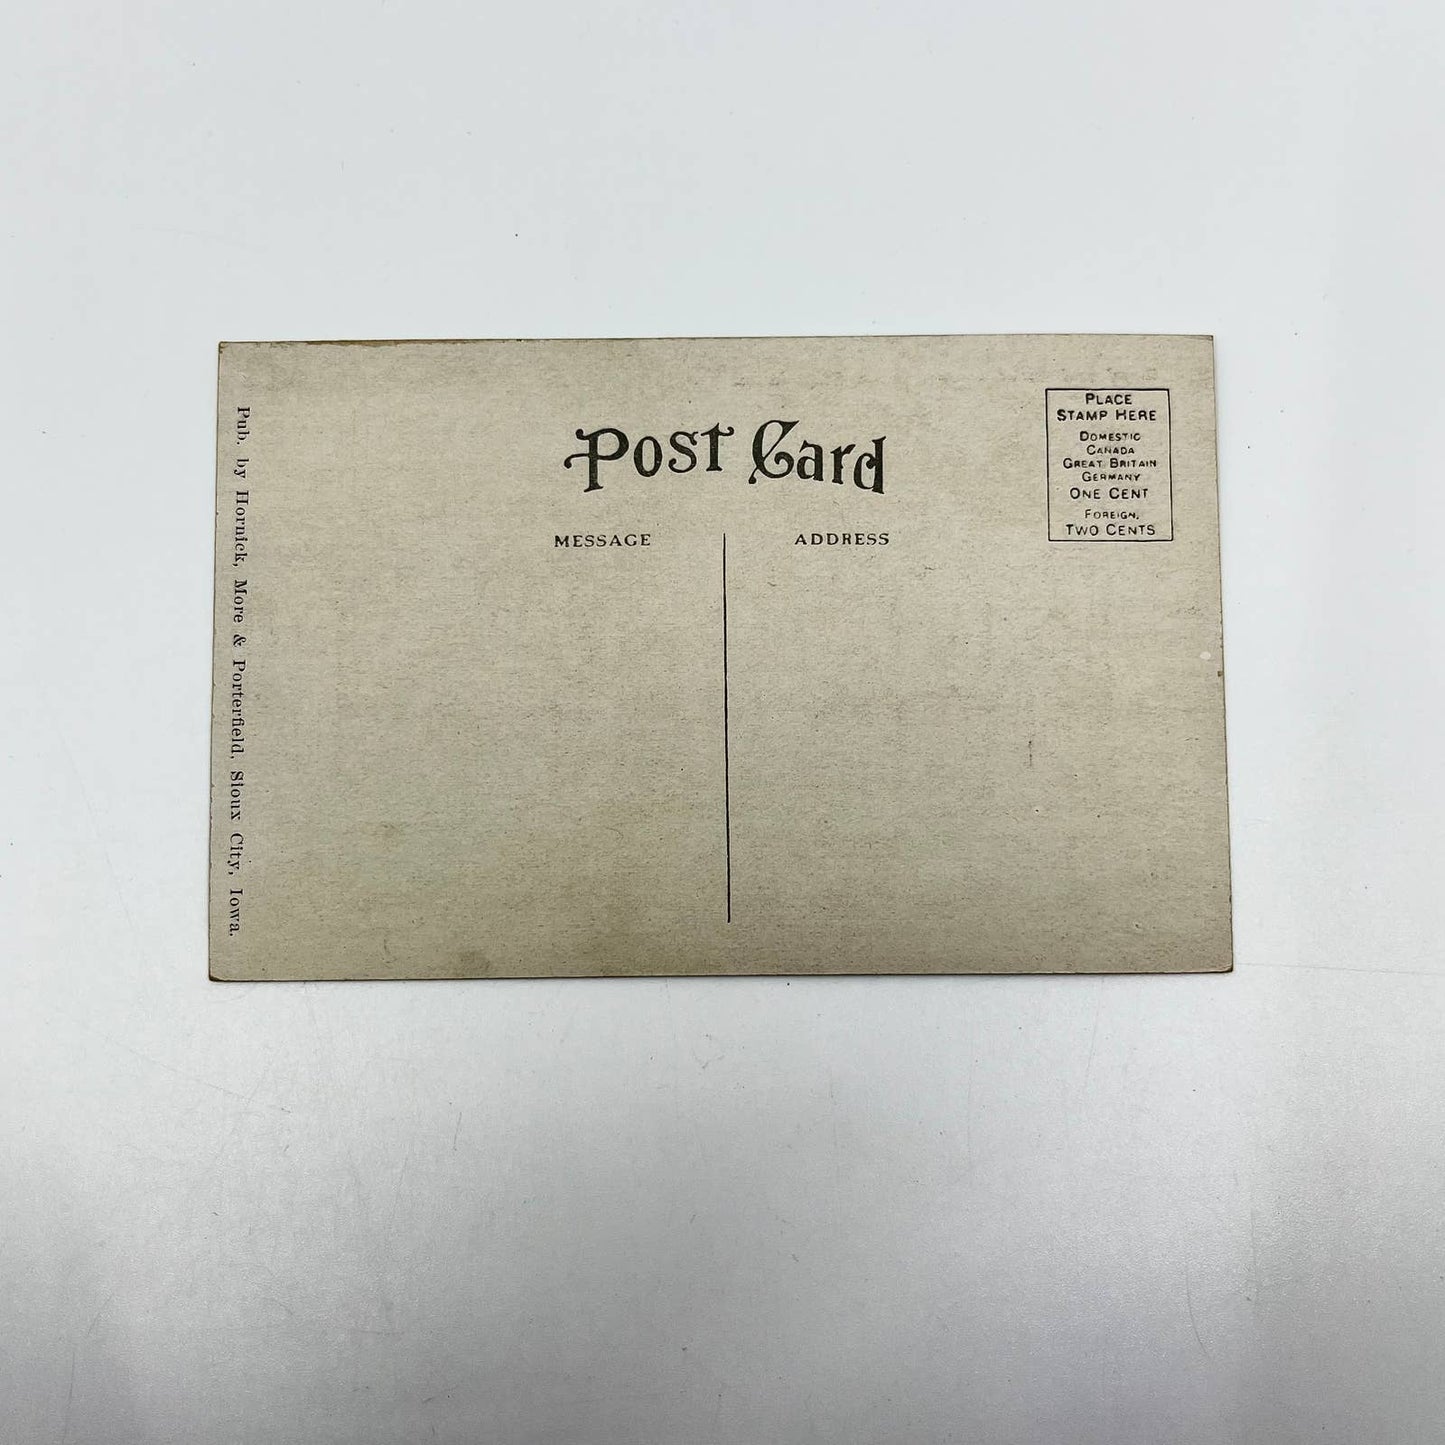 Post Card
MESSAGE
ADDRESS
PLACE
STAMP HERE
DOMESTIC
CANADA
GREAT BRITAIN
GERMANY
ONE CENT
FOREIGN,
TWO CENTS
Pub. by Hornick, More & Porterfield, Sioux City, Iowa.